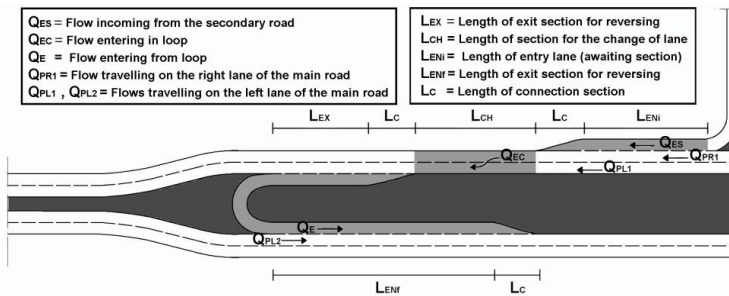 QES = Flow incoming from the secondary road
QEC = Flow entering in loop
QE = Flow entering from loop
QPR1 = Flow travelling on the right lane of the main road
QPL1 , QPL2 = Flows travelling on the left lane of the main road
LEX = Length of exit section for reversing
LCH = Length of section for the change of lane
LENi = Length of entry lane (awaiting section)
LENf = Length of exit section for reversing
LC = Length of connection section
LEX LC LCH LC LENi
QES
QEC QPR1
QPL1
QE
QPL2
LENf LC